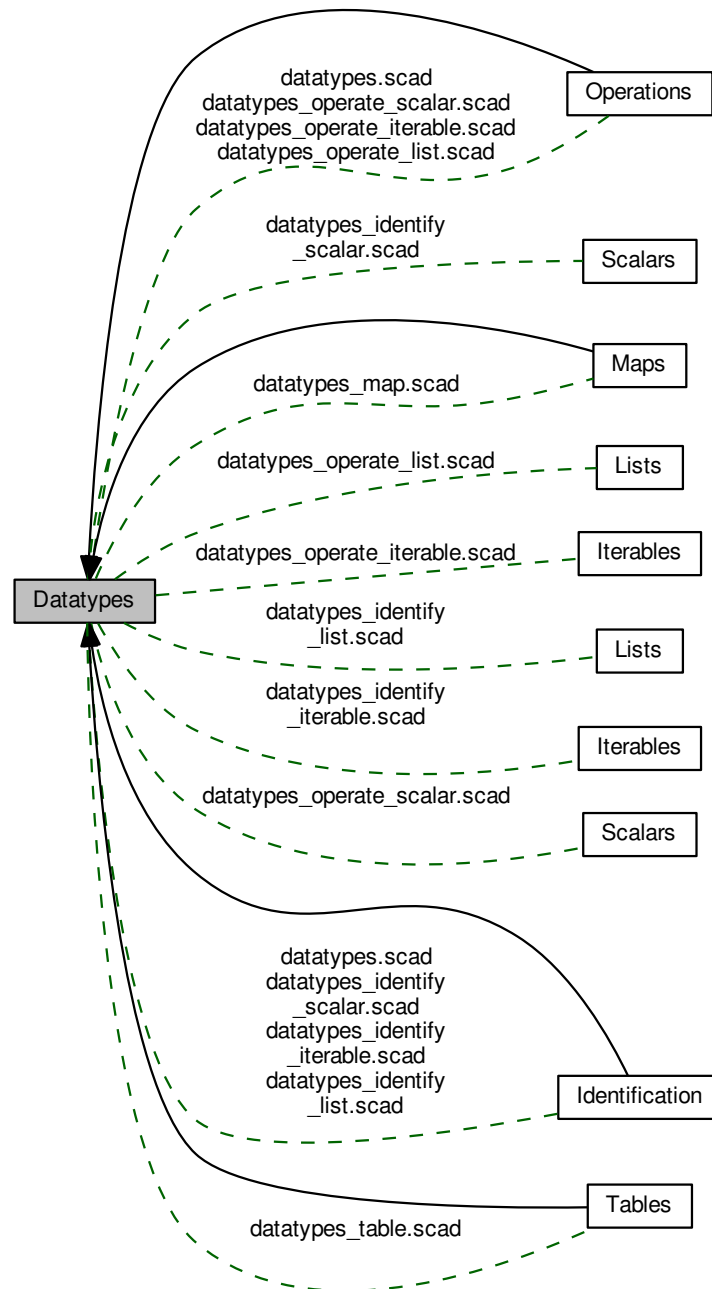 datatypes.scad
datatypes_operate_scalar.scad
datatypes_operate_iterable.scad
datatypes_operate_list.scad
Operations
datatypes_identify
_scalar.scad
Scalars
datatypes_map.scad
Maps
datatypes_operate_list.scad
Lists
datatypes_operate_iterable.scad
Iterables
Datatypes
datatypes_identify
_list.scad
Lists
datatypes_identify
_iterable.scad
Iterables
datatypes_operate_scalar.scad
Scalars
datatypes.scad
datatypes_identify
_scalar.scad
datatypes_identify
_iterable.scad
datatypes_identify
_list.scad
Identification
datatypes_table.scad
Tables